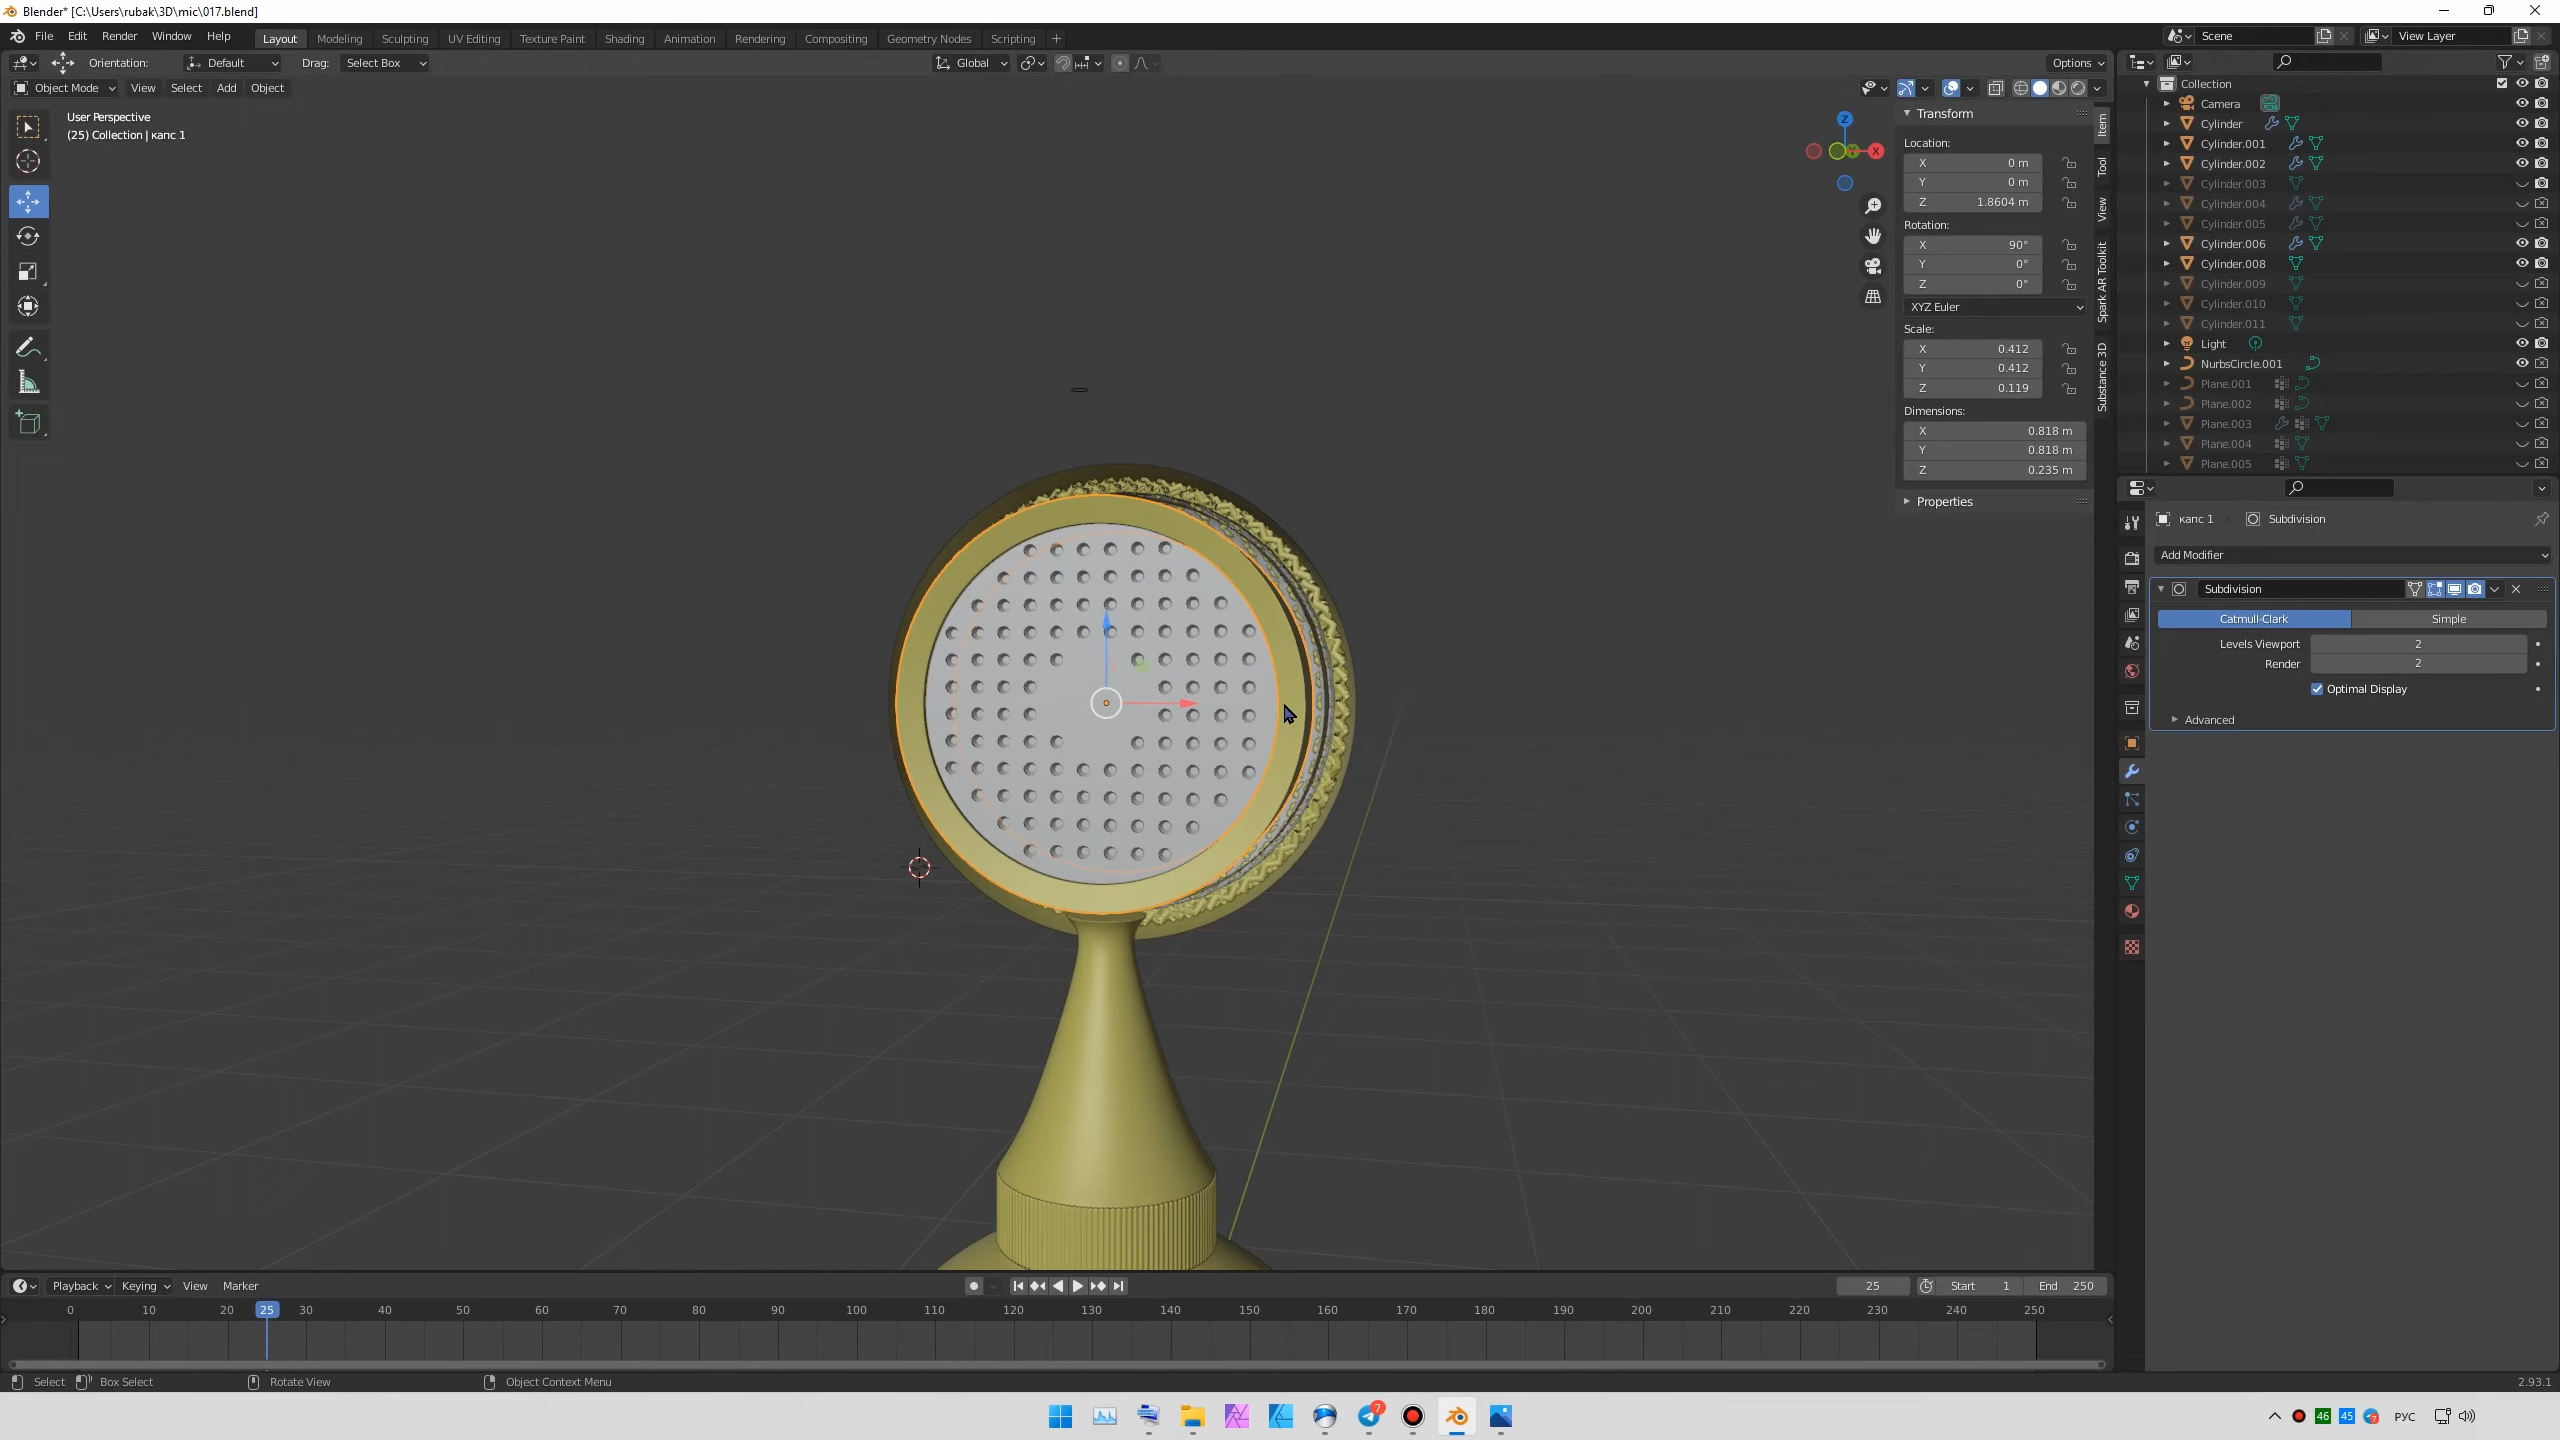 Blender* [C:\Users\rubak\3D\mic\017.blend]
File Edit Render Window Help Layout Modeling Sculpting UV Editing Texture Paint Shading Animation Rendering Compositing Geometry Nodes Scripting + Scene View Layer
Orientation: Default Drag: Select Box Global Options
Object Mode View Select Add Object
User Perspective
(25) Collection | капс 1
Z
X
Transform
Location:
X 0 m
Y 0 m
Z 1.8604 m
Rotation:
X 90°
Y 0°
Z 0°
XYZ Euler
Scale:
X 0.412
Y 0.412
Z 0.119
Dimensions:
X 0.818 m
Y 0.818 m
Z 0.235 m
Properties
Item
Tool
View
Spark AR Toolkit
Substance 3D
Collection
Camera
Cylinder
Cylinder.001
Cylinder.002
Cylinder.003
Cylinder.004
Cylinder.005
Cylinder.006
Cylinder.008
Cylinder.009
Cylinder.010
Cylinder.011
Light
NurbsCircle.001
Plane.001
Plane.002
Plane.003
Plane.004
Plane.005
капс 1 Subdivision
Add Modifier
Subdivision
Catmull-Clark Simple
Levels Viewport 2
Render 2
Optimal Display
Advanced
Playback Keying View Marker 25 Start 1 End 250
0 10 20 25 30 40 50 60 70 80 90 100 110 120 130 140 150 160 170 180 190 200 210 220 230 240 250
Select Box Select Rotate View Object Context Menu 2.93.1
7 46 45 РУС